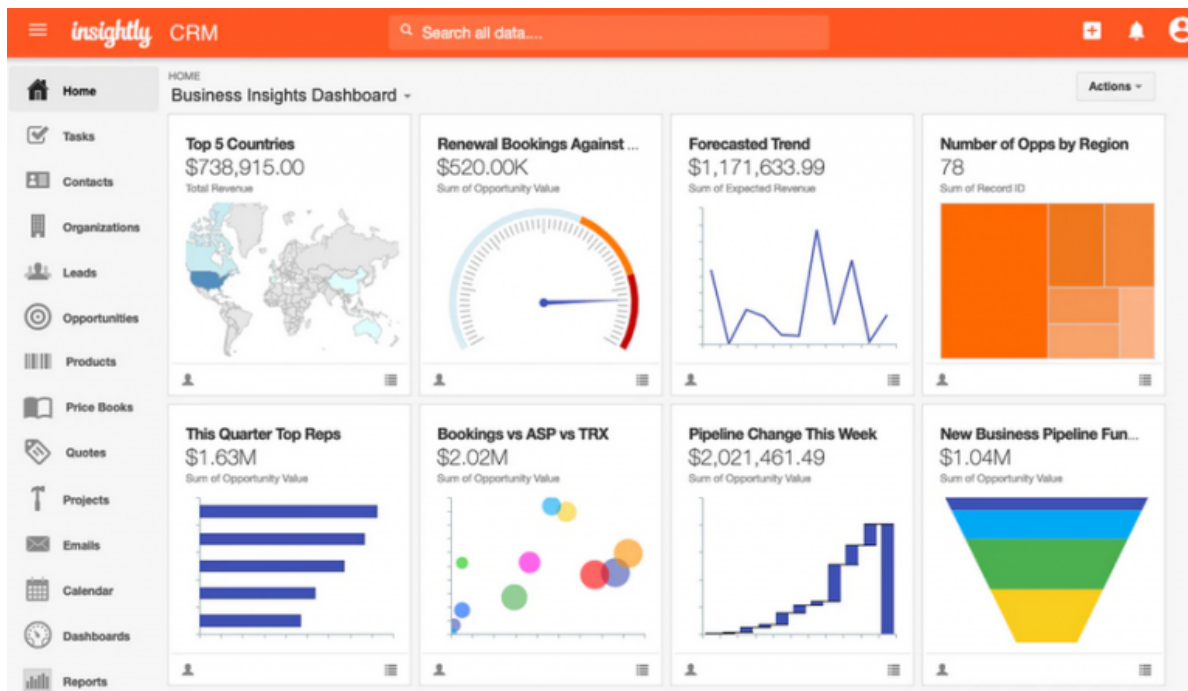 insightly CRM
Search all data....
Home
Tasks
Contacts
Organizations
Leads
Opportunities
Products
Price Books
Quotes
Projects
Emails
Calendar
Dashboards
Reports
HOME
Business Insights Dashboard
Actions
Top 5 Countries
$738,915.00
Total Revenue
Renewal Bookings Against ...
$520.00K
Sum of Opportunity Value
Forecasted Trend
$1,171,633.99
Sum of Expected Revenue
Number of Opps by Region
78
Sum of Record ID
This Quarter Top Reps
$1.63M
Sum of Opportunity Value
Bookings vs ASP vs TRX
$2.02M
Sum of Opportunity Value
Pipeline Change This Week
$2,021,461.49
Sum of Opportunity Value
New Business Pipeline Fun...
$1.04M
Sum of Opportunity Value